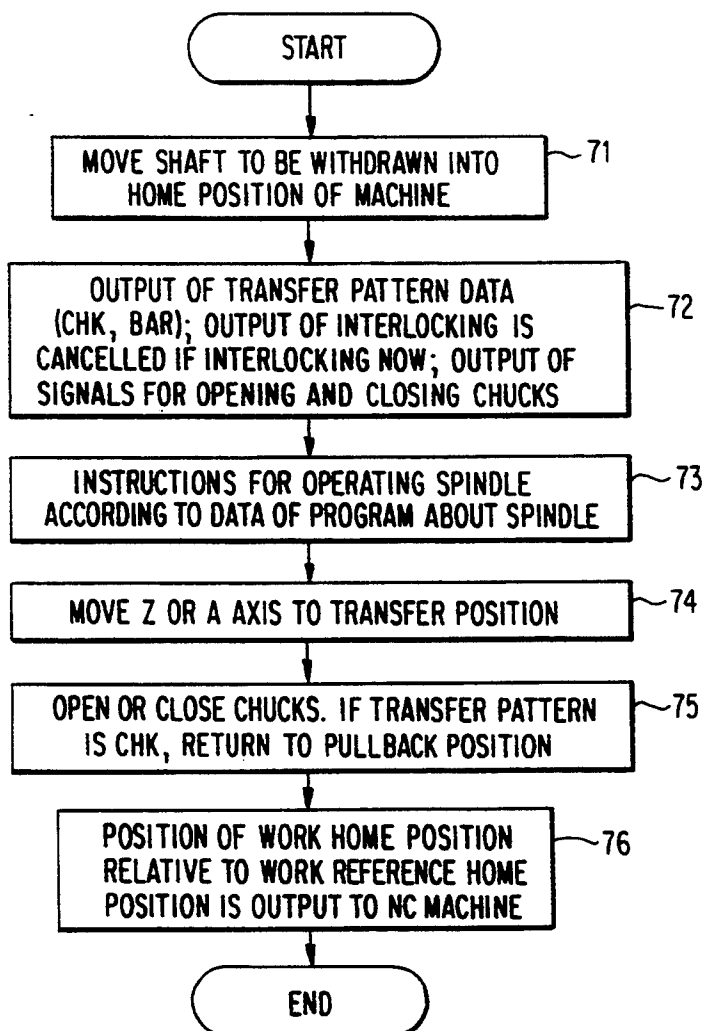 START
MOVE SHAFT TO BE WITHDRAWN INTO
HOME POSITION OF MACHINE
71
OUTPUT OF TRANSFER PATTERN DATA
(CHK, BAR); OUTPUT OF INTERLOCKING IS
CANCELLED IF INTERLOCKING NOW; OUTPUT OF
SIGNALS FOR OPENING AND CLOSING CHUCKS
72
INSTRUCTIONS FOR OPERATING SPINDLE
ACCORDING TO DATA OF PROGRAM ABOUT SPINDLE
73
MOVE Z OR A AXIS TO TRANSFER POSITION
74
OPEN OR CLOSE CHUCKS. IF TRANSFER PATTERN
IS CHK, RETURN TO PULLBACK POSITION
75
POSITION OF WORK HOME POSITION
RELATIVE TO WORK REFERENCE HOME
POSITION IS OUTPUT TO NC MACHINE
76
END